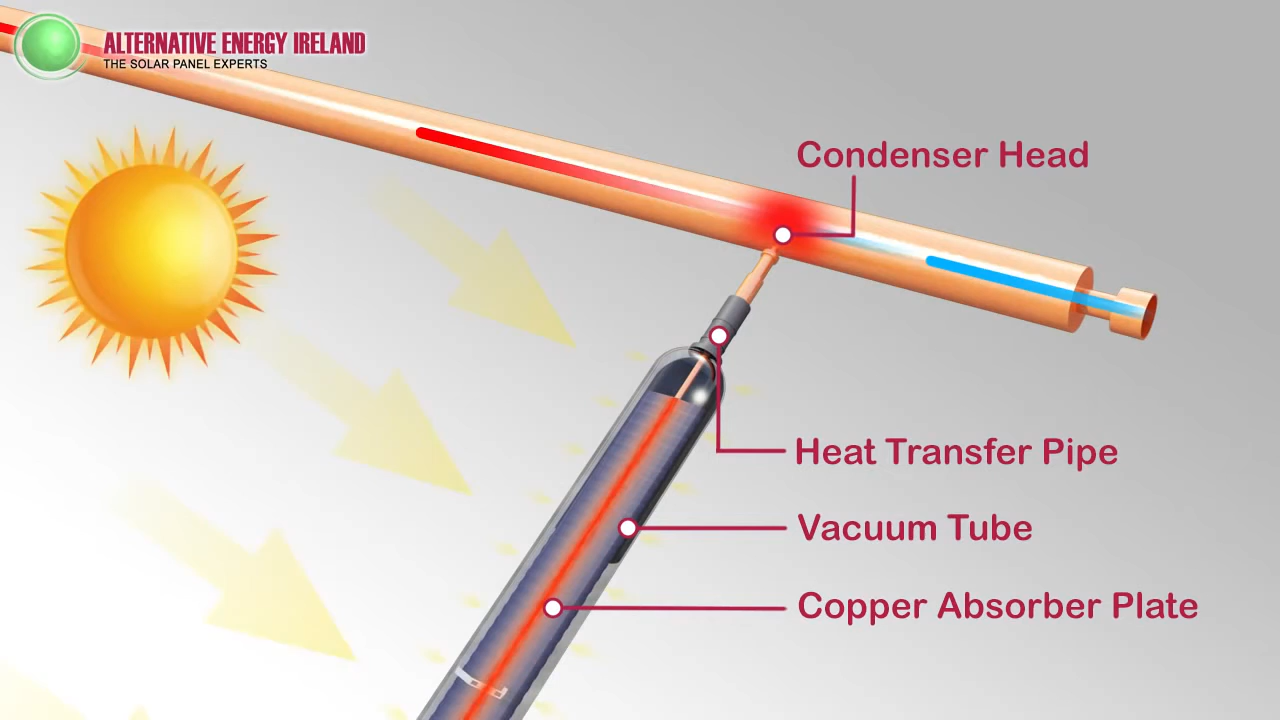 ALTERNATIVE ENERGY IRELAND
THE SOLAR PANEL EXPERTS
Condenser Head
Heat Transfer Pipe
Vacuum Tube
Copper Absorber Plate